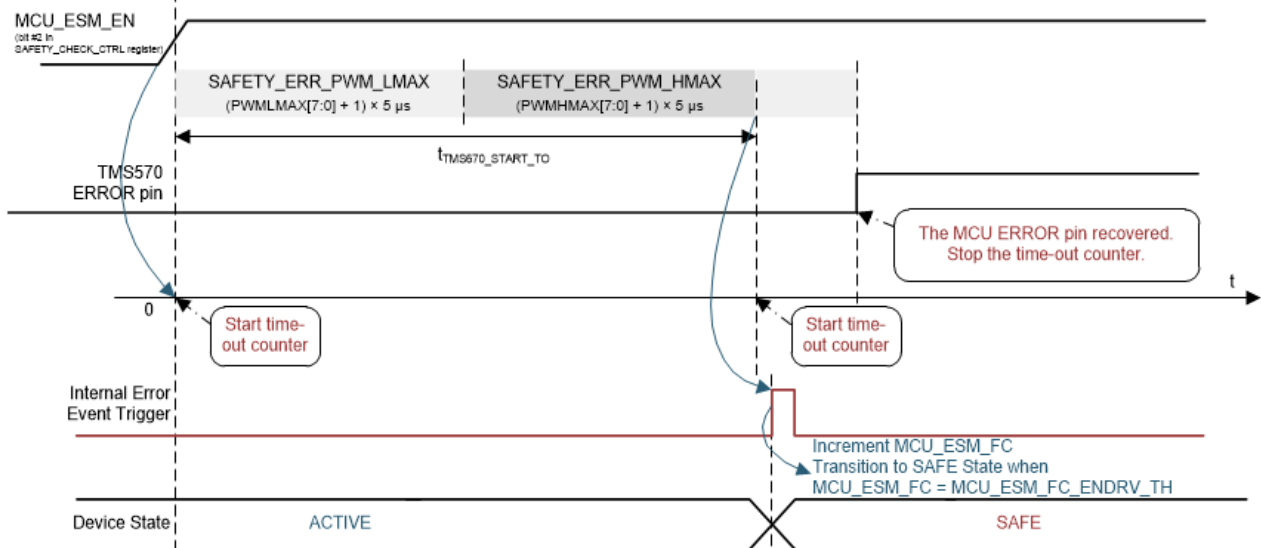 MCU_ESM_EN
(bit #2 in
SAFETY_CHECK_CTRL register)
SAFETY_ERR_PWM_LMAX
(PWMLMAX[7:0] + 1) × 5 µs
SAFETY_ERR_PWM_HMAX
(PWMHMAX[7:0] + 1) × 5 µs
tTMS570_START_TO
TMS570
ERROR pin
The MCU ERROR pin recovered.
Stop the time-out counter.
t
0
Start time-
out counter
Start time-
out counter
Internal Error
Event Trigger
Increment MCU_ESM_FC
Transition to SAFE State when
MCU_ESM_FC = MCU_ESM_FC_ENDRV_TH
Device State
ACTIVE
SAFE